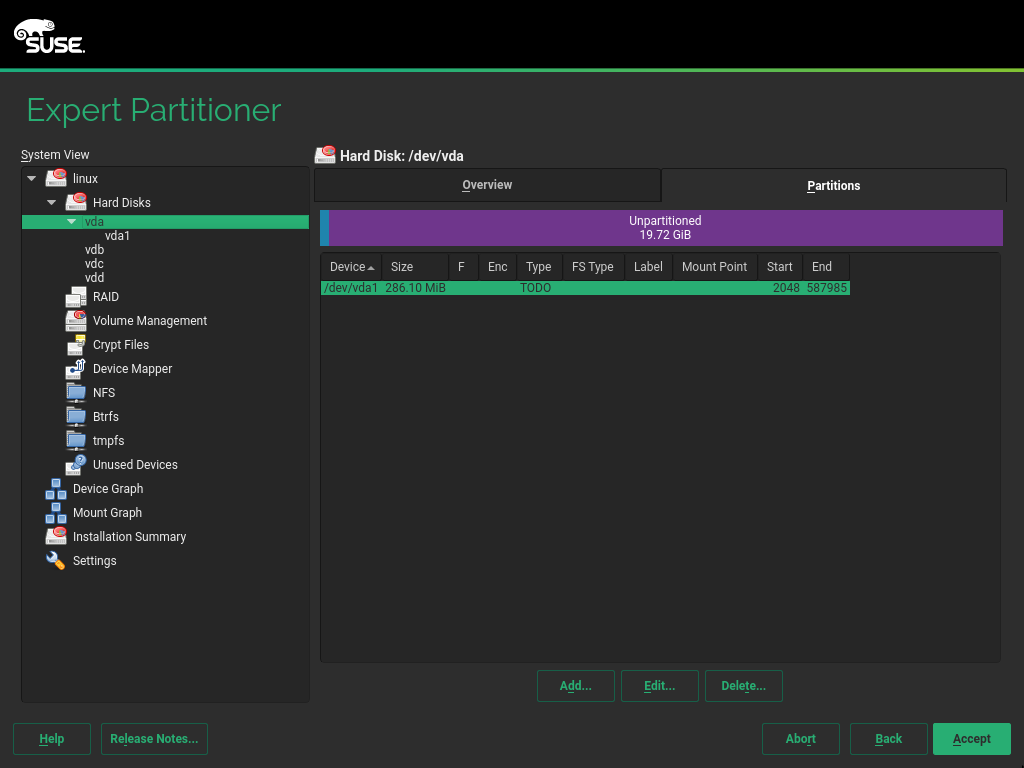 SUSE.
Expert Partitioner
System View
linux
Hard Disks
vda
vda1
vdb
vdc
vdd
RAID
Volume Management
Crypt Files
Device Mapper
NFS
Btrfs
tmpfs
Unused Devices
Device Graph
Mount Graph
Installation Summary
Settings
Hard Disk: /dev/vda
Overview Partitions
Unpartitioned
19.72 GiB
Device Size F Enc Type FS Type Label Mount Point Start End
/dev/vda1 286.10 MiB TODO 2048 587985
Add... Edit... Delete...
Help Release Notes... Abort Back Accept